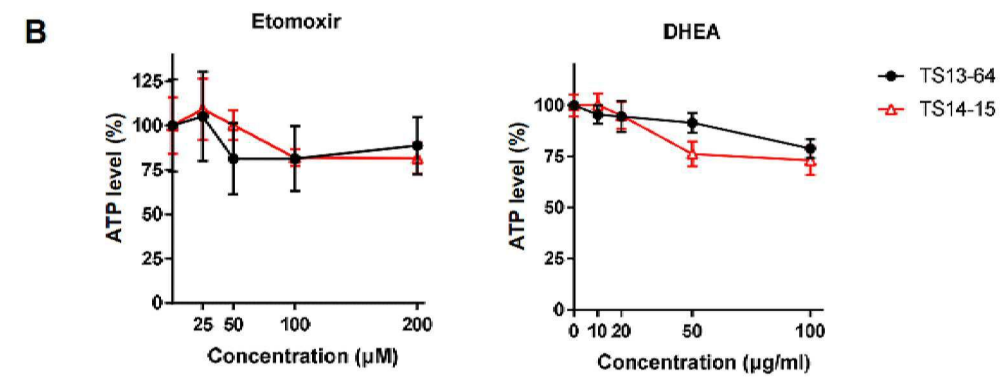 B
Etomoxir
ATP level (%)
125
100
75
50
25
0
25 50 100 200
Concentration (µM)
DHEA
ATP level (%)
100
75
50
25
0
0 10 20 50 100
Concentration (µg/ml)
TS13-64
TS14-15